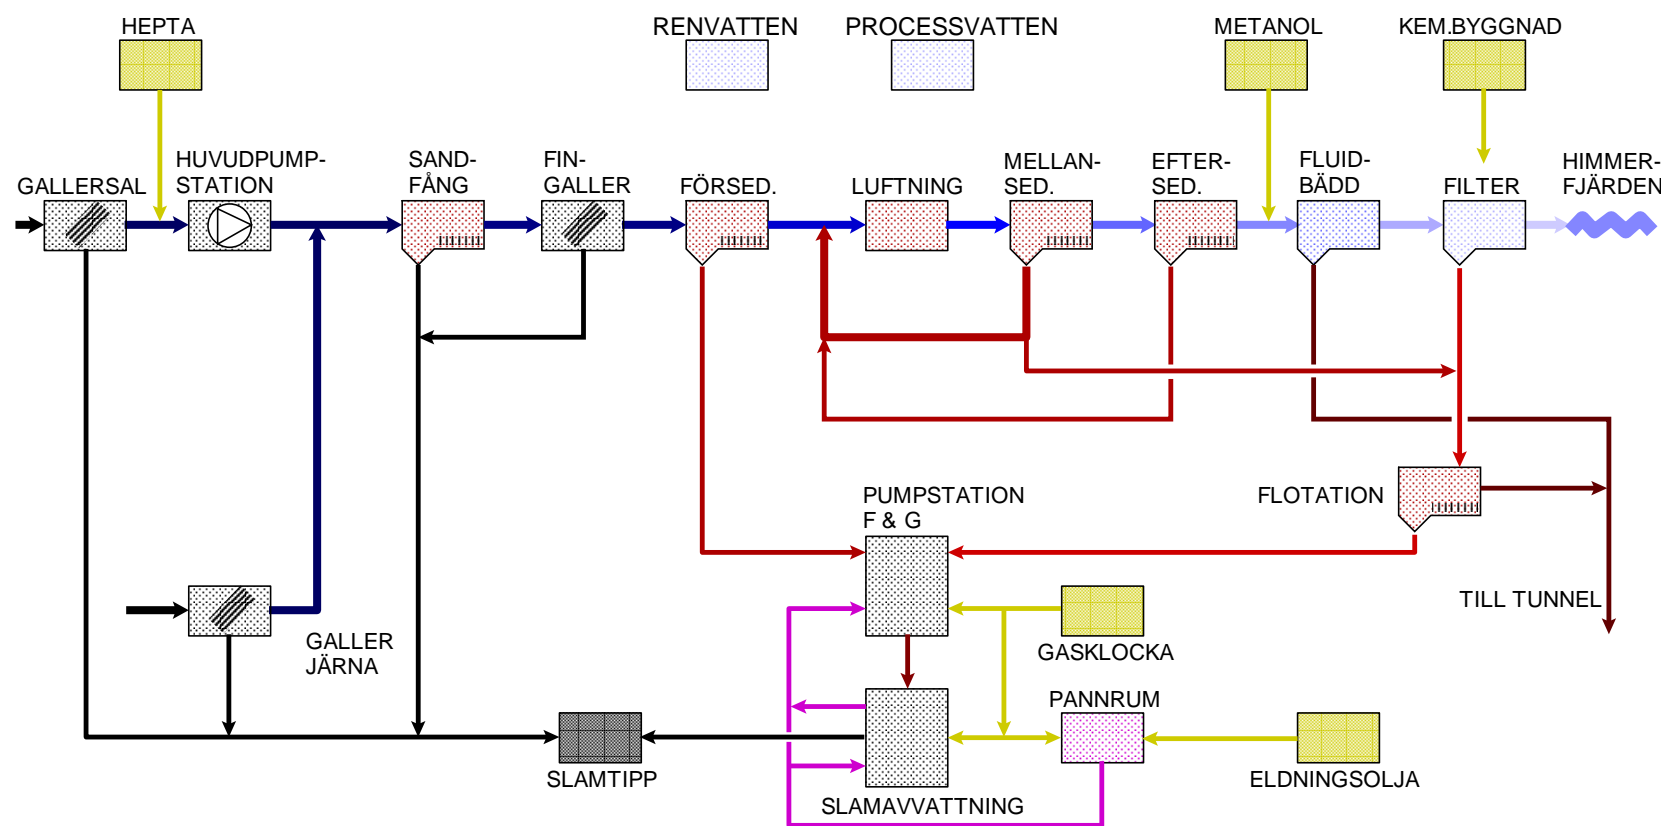 HEPTA
RENVATTEN
PROCESSVATTEN
METANOL
KEM.BYGGNAD
GALLERSAL
HUVUDPUMP-
STATION
SAND-
FÅNG
FIN-
GALLER
FÖRSED.
LUFTNING
MELLAN-
SED.
EFTER-
SED.
FLUID-
BÄDD
FILTER
HIMMER-
FJÄRDEN
PUMPSTATION
F & G
FLOTATION
TILL TUNNEL
GALLER
JÄRNA
GASKLOCKA
PANNRUM
SLAMTIPP
SLAMAVVATTNING
ELDNINGSOLJA